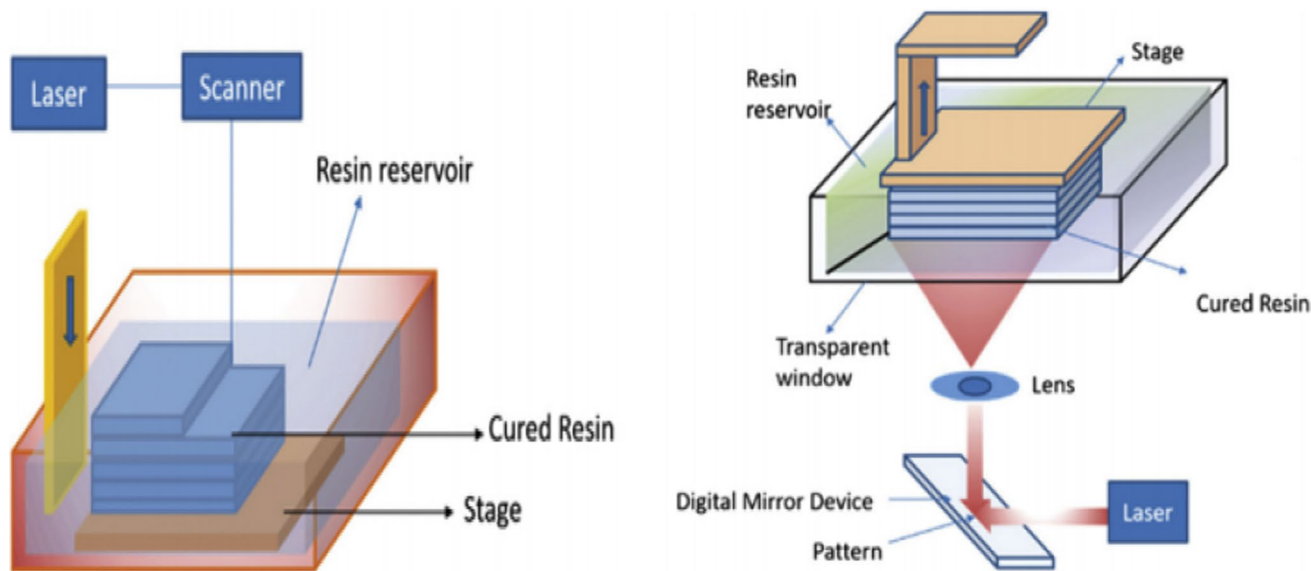 Laser
Scanner
Resin reservoir
Cured Resin
Stage
Stage
Resin
reservoir
Cured Resin
Transparent
window
Lens
Digital Mirror Device
Laser
Pattern